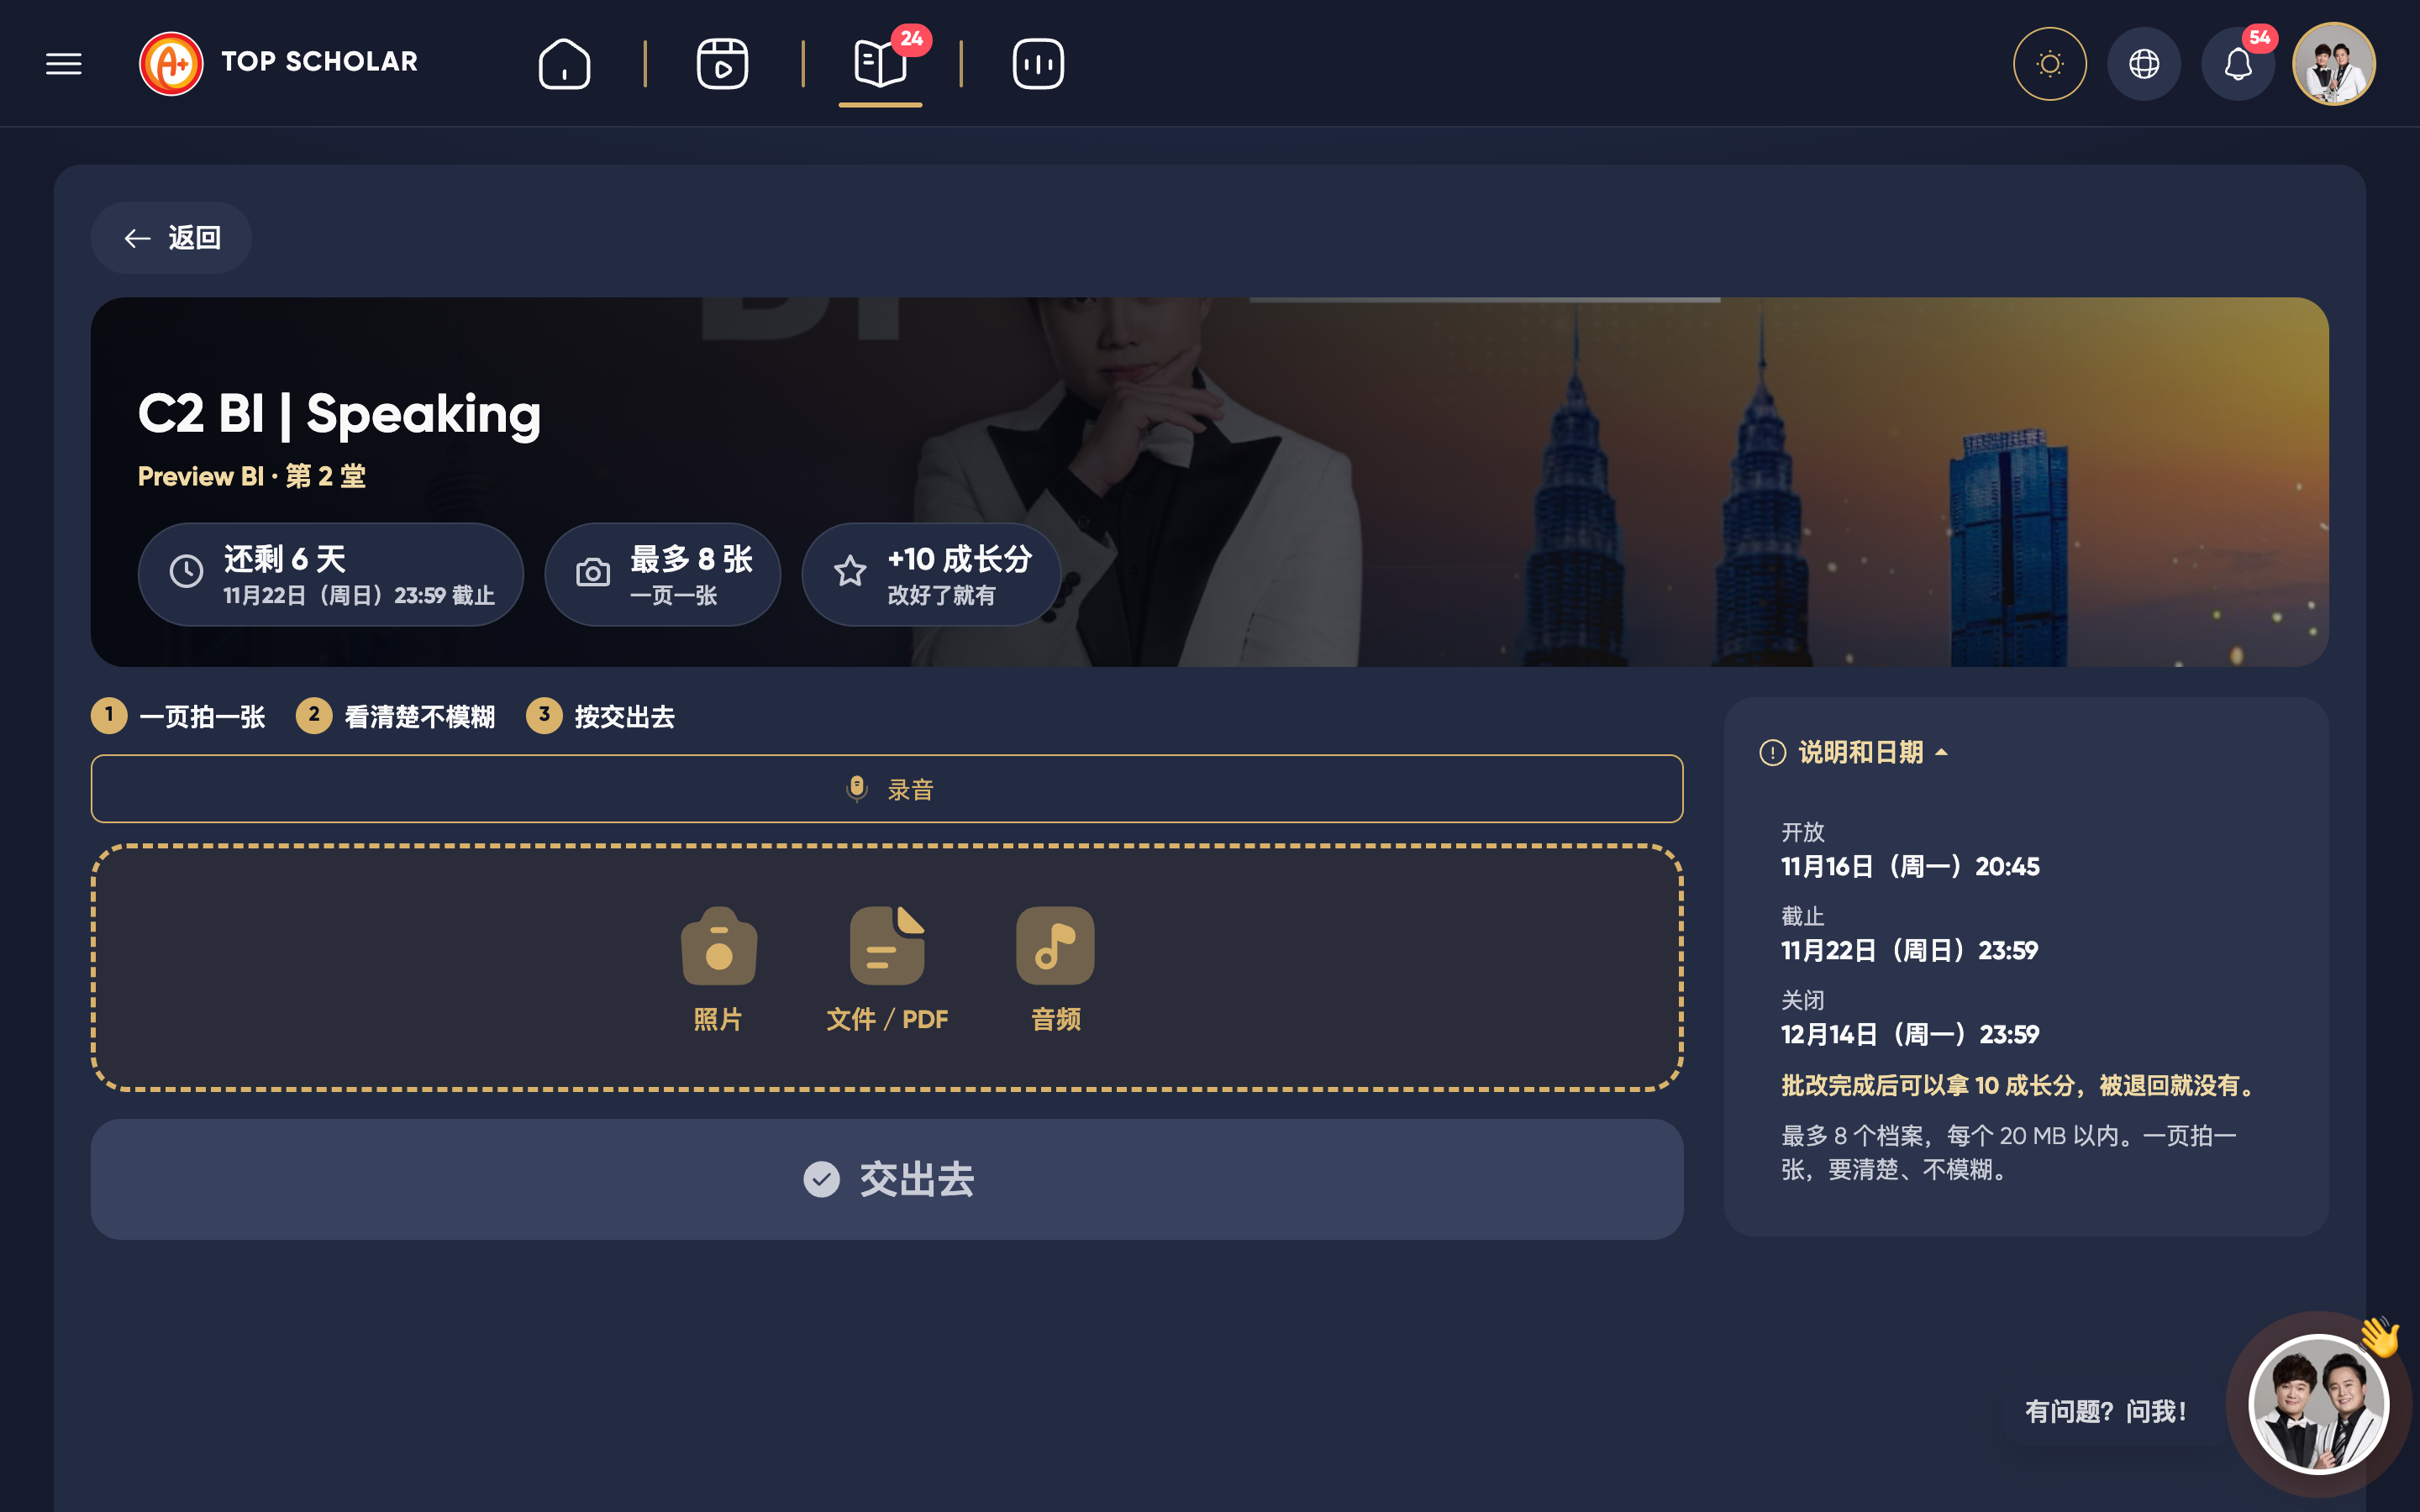 TOP SCHOLAR
24
54
返回
BI
C2 BI | Speaking
Preview BI · 第 2 堂
还剩 6 天
11月22日（周日）23:59 截止
最多 8 张
一页一张
+10 成长分
改好了就有
1 一页拍一张
2 看清楚不模糊
3 按交出去
录音
照片
文件 / PDF
音频
交出去
说明和日期
开放
11月16日（周一）20:45
截止
11月22日（周日）23:59
关闭
12月14日（周一）23:59
批改完成后可以拿 10 成长分，被退回就没有。
最多 8 个档案，每个 20 MB 以内。一页拍一
张，要清楚、不模糊。
有问题？问我！